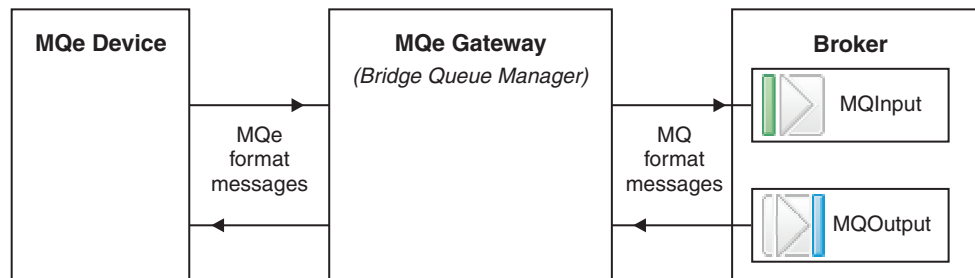 MQe Device
MQe Gateway
(Bridge Queue Manager)
Broker
MQInput
MQe
format
messages
MQ
format
messages
MQOutput